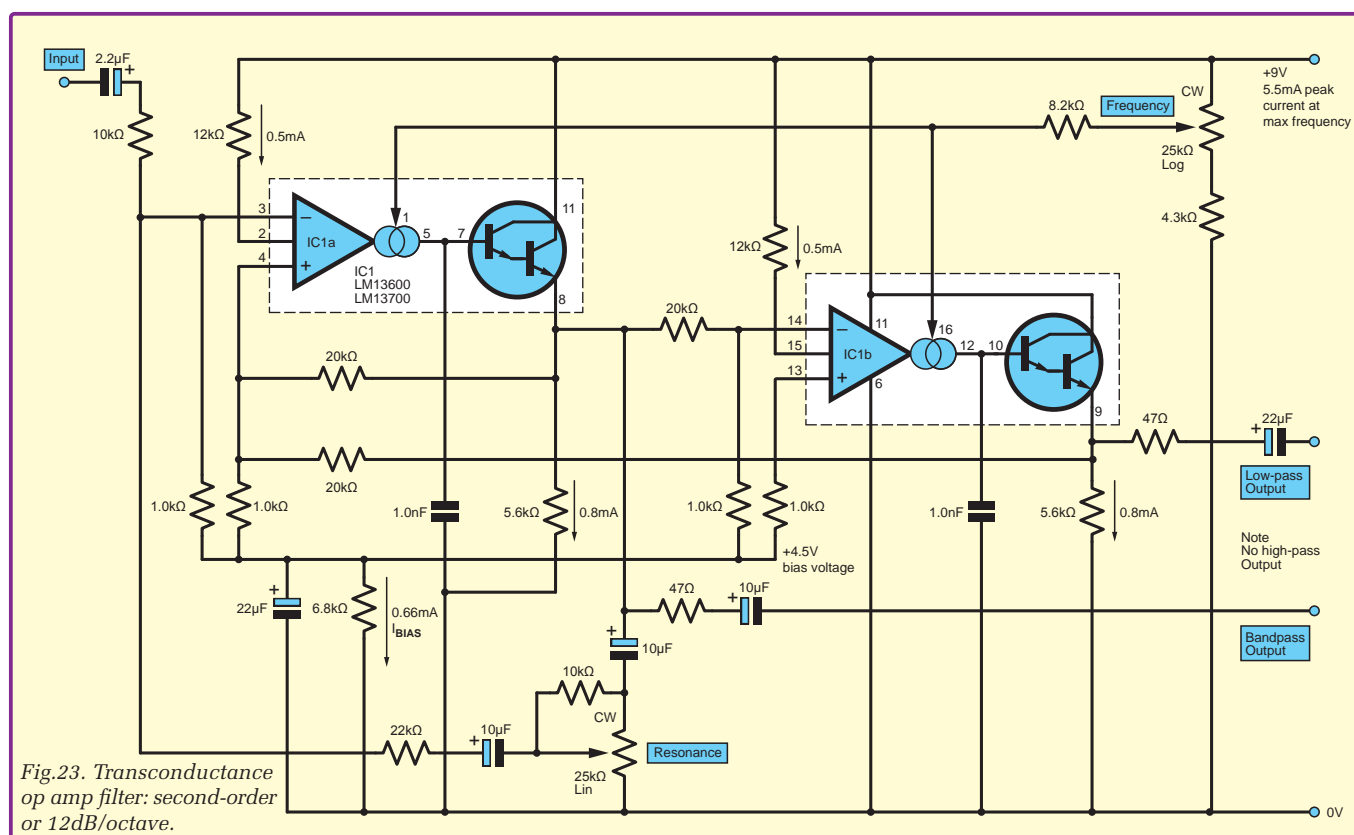 Input
2.2µF
+
10kΩ
12kΩ
0.5mA
3
2
4
−
+
IC1a
1
5
7
11
8
IC1
LM13600
LM13700
20kΩ
20kΩ
1.0kΩ
1.0kΩ
1.0nF
5.6kΩ
0.8mA
+
22µF
6.8kΩ
0.66mA
IBIAS
20kΩ
12kΩ
0.5mA
14
15
13
−
+
IC1b
11
6
16
12
10
9
1.0kΩ
1.0kΩ
+4.5V
bias voltage
1.0nF
5.6kΩ
0.8mA
8.2kΩ
Frequency
CW
25kΩ
Log
4.3kΩ
+9V
5.5mA peak
current at
max frequency
47Ω
+
22µF
Low-pass
Output
Note
No high-pass
Output
47Ω
10µF
+
Bandpass
Output
+
10µF
10kΩ
CW
22kΩ
10µF
+
Resonance
25kΩ
Lin
0V
Fig.23. Transconductance
op amp filter: second-order
or 12dB/octave.